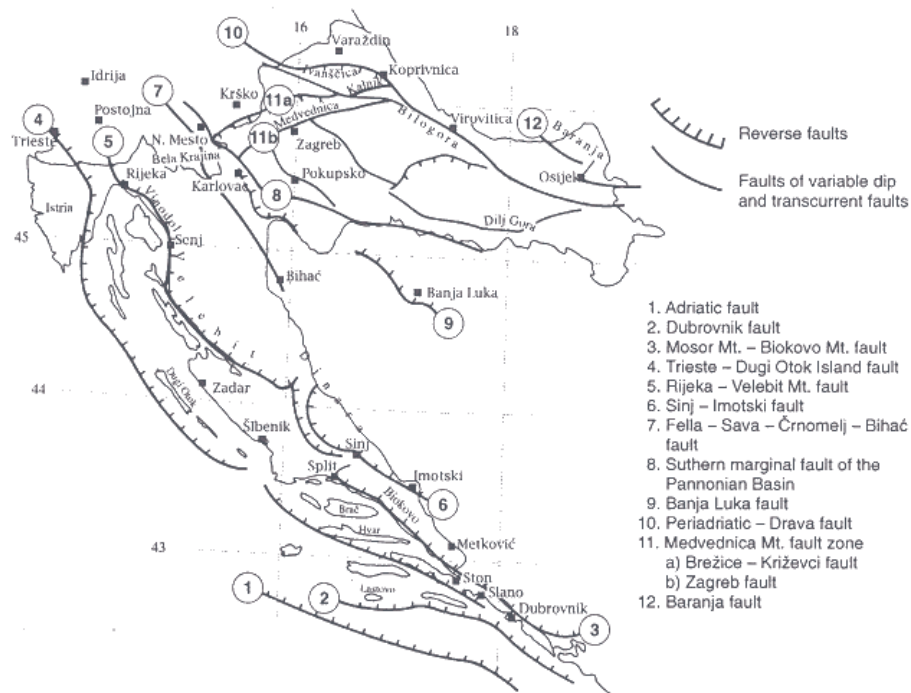 16
18
10
Varaždin
Ivanščica
Koprivnica
Idrija
Kalnik
7
Krško
11a
Medvednica
Bilogora
Virovitica
12
Baranja
Reverse faults
4
Postojna
Trieste
5
N. Mesto
11b
Zagreb
Bela Krajina
Rijeka
Karlovac
Pokupsko
Osijek
Faults of variable dip
and transcurrent faults
Istria
Vinodol
8
Dilj Gora
45
Senj
Velebit
Bihać
Banja Luka
9
Dinara
44
Zadar
Dugi Otok
Šlbenik
Sinj
Split
Imotski
6
Biokovo
Brač
Hvar
43
Metković
Ston
Slano
1
2
Lastovo
Dubrovnik
3
1. Adriatic fault
2. Dubrovnik fault
3. Mosor Mt. – Biokovo Mt. fault
4. Trieste – Dugi Otok Island fault
5. Rijeka – Velebit Mt. fault
6. Sinj – Imotski fault
7. Fella – Sava – Črnomelj – Bihać
fault
8. Suthern marginal fault of the
Pannonian Basin
9. Banja Luka fault
10. Periadriatic – Drava fault
11. Medvednica Mt. fault zone
a) Brežice – Križevci fault
b) Zagreb fault
12. Baranja fault